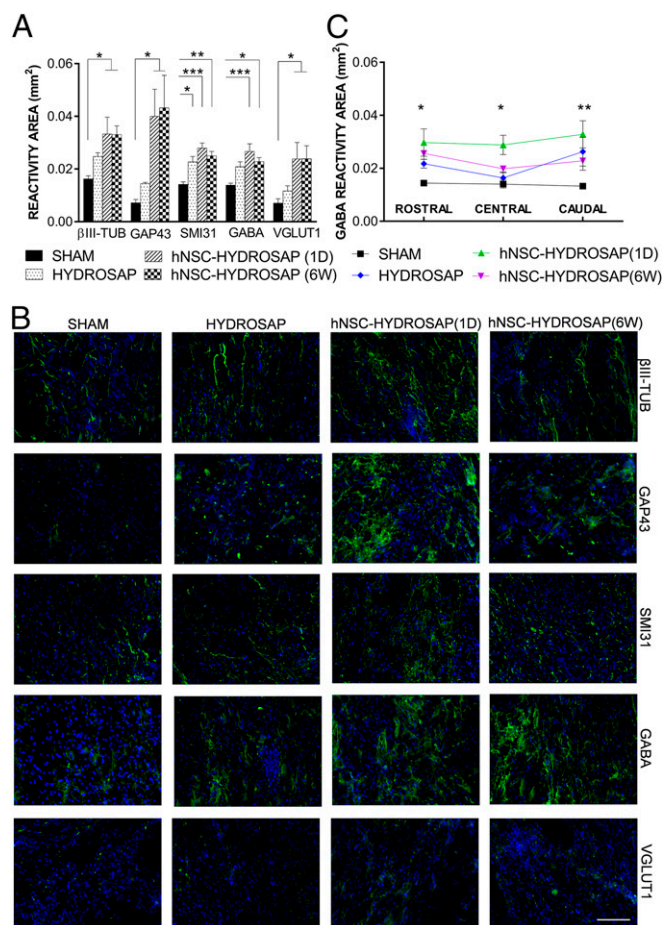 A
REACTIVITY AREA (mm²)
0.06
0.04
0.02
0.00
* * ** * *
*** ***
*
βIII-TUB GAP43 SMI31 GABA VGLUT1
SHAM hNSC-HYDROSAP (1D)
HYDROSAP hNSC-HYDROSAP (6W)
C
GABA REACTIVITY AREA (mm²)
0.06
0.04
0.02
0.00
* * **
ROSTRAL CENTRAL CAUDAL
SHAM hNSC-HYDROSAP(1D)
HYDROSAP hNSC-HYDROSAP(6W)
B
SHAM HYDROSAP hNSC-HYDROSAP(1D) hNSC-HYDROSAP(6W)
βIII-TUB
GAP43
SMI31
GABA
VGLUT1